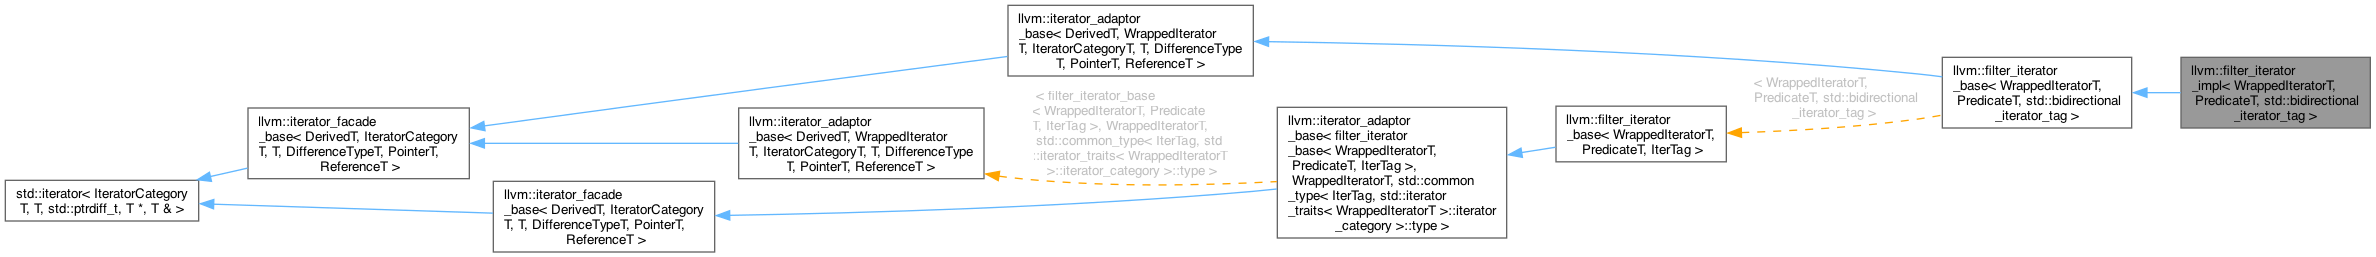 std::iterator< IteratorCategory
T, T, std::ptrdiff_t, T *, T & >
llvm::iterator_facade
_base< DerivedT, IteratorCategory
T, T, DifferenceTypeT, PointerT,
ReferenceT >
llvm::iterator_facade
_base< DerivedT, IteratorCategory
T, T, DifferenceTypeT, PointerT,
ReferenceT >
llvm::iterator_adaptor
_base< DerivedT, WrappedIterator
T, IteratorCategoryT, T, DifferenceType
T, PointerT, ReferenceT >
llvm::iterator_adaptor
_base< DerivedT, WrappedIterator
T, IteratorCategoryT, T, DifferenceType
T, PointerT, ReferenceT >
< filter_iterator_base
< WrappedIteratorT, Predicate
T, IterTag >, WrappedIteratorT,
std::common_type< IterTag, std
::iterator_traits< WrappedIteratorT
>::iterator_category >::type >
llvm::iterator_adaptor
_base< filter_iterator
_base< WrappedIteratorT,
PredicateT, IterTag >,
WrappedIteratorT, std::common
_type< IterTag, std::iterator
_traits< WrappedIteratorT >::iterator
_category >::type >
llvm::filter_iterator
_base< WrappedIteratorT,
PredicateT, IterTag >
< WrappedIteratorT,
PredicateT, std::bidirectional
_iterator_tag >
llvm::filter_iterator
_base< WrappedIteratorT,
PredicateT, std::bidirectional
_iterator_tag >
llvm::filter_iterator
_impl< WrappedIteratorT,
PredicateT, std::bidirectional
_iterator_tag >